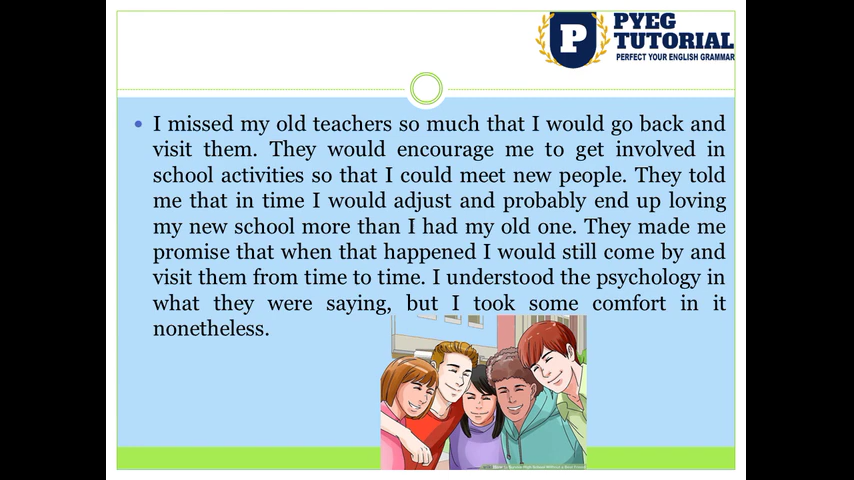 PYEG
TUTORIAL
P
PERFECT YOUR ENGLISH GRAMMAR
• I missed my old teachers so much that I would go back and
visit them. They would encourage me to get involved in
school activities so that I could meet new people. They told
me that in time I would adjust and probably end up loving
my new school more than I had my old one. They made me
promise that when that happened I would still come by and
visit them from time to time. I understood the psychology in
what they were saying, but I took some comfort in it
nonetheless.